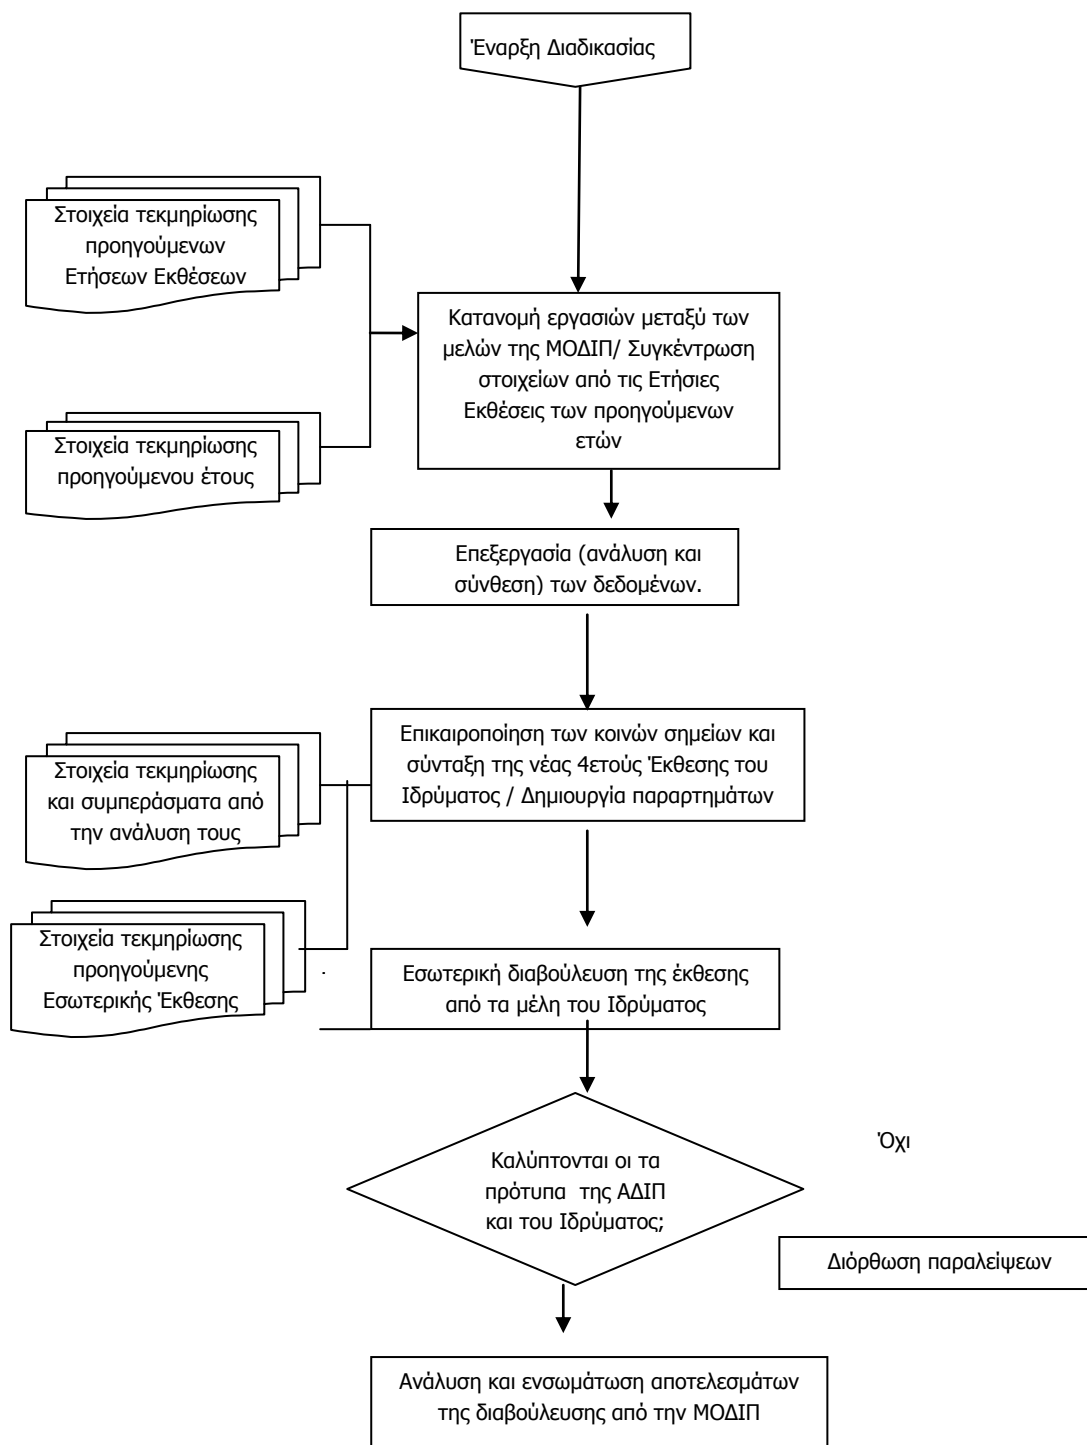 Έναρξη Διαδικασίας
Στοιχεία τεκμηρίωσης
προηγούμενων
Ετήσεων Εκθέσεων
Κατανομή εργασιών μεταξύ των
μελών της ΜΟΔΙΠ/ Συγκέντρωση
στοιχείων από τις Ετήσιες
Εκθέσεις των προηγούμενων
ετών
Στοιχεία τεκμηρίωσης
προηγούμενου έτους
Επεξεργασία (ανάλυση και
σύνθεση) των δεδομένων.
Επικαιροποίηση των κοινών σημείων και
σύνταξη της νέας 4ετούς Έκθεσης του
Ιδρύματος / Δημιουργία παραρτημάτων
Στοιχεία τεκμηρίωσης
και συμπεράσματα από
την ανάλυση τους
Στοιχεία τεκμηρίωσης
προηγούμενης
Εσωτερικής Έκθεσης
.
Εσωτερική διαβούλευση της έκθεσης
από τα μέλη του Ιδρύματος
Καλύπτονται οι τα
πρότυπα της ΑΔΙΠ
και του Ιδρύματος;
Όχι
Διόρθωση παραλείψεων
Ανάλυση και ενσωμάτωση αποτελεσμάτων
της διαβούλευσης από την ΜΟΔΙΠ